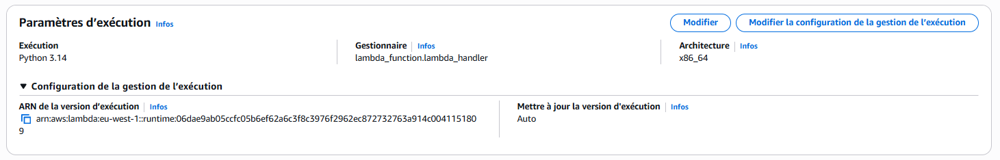 Paramètres d’exécution Infos Modifier Modifier la configuration de la gestion de l’exécution
Exécution Gestionnaire Infos Architecture Infos
Python 3.14 lambda_function.lambda_handler x86_64
Configuration de la gestion de l’exécution
ARN de la version d’exécution Infos Mettre à jour la version d'exécution Infos
arn:aws:lambda:eu-west-1::runtime:06dae9ab05ccfc05b6ef62a6c3f8c3976f2962ec872732763a914c004115180 Auto
9